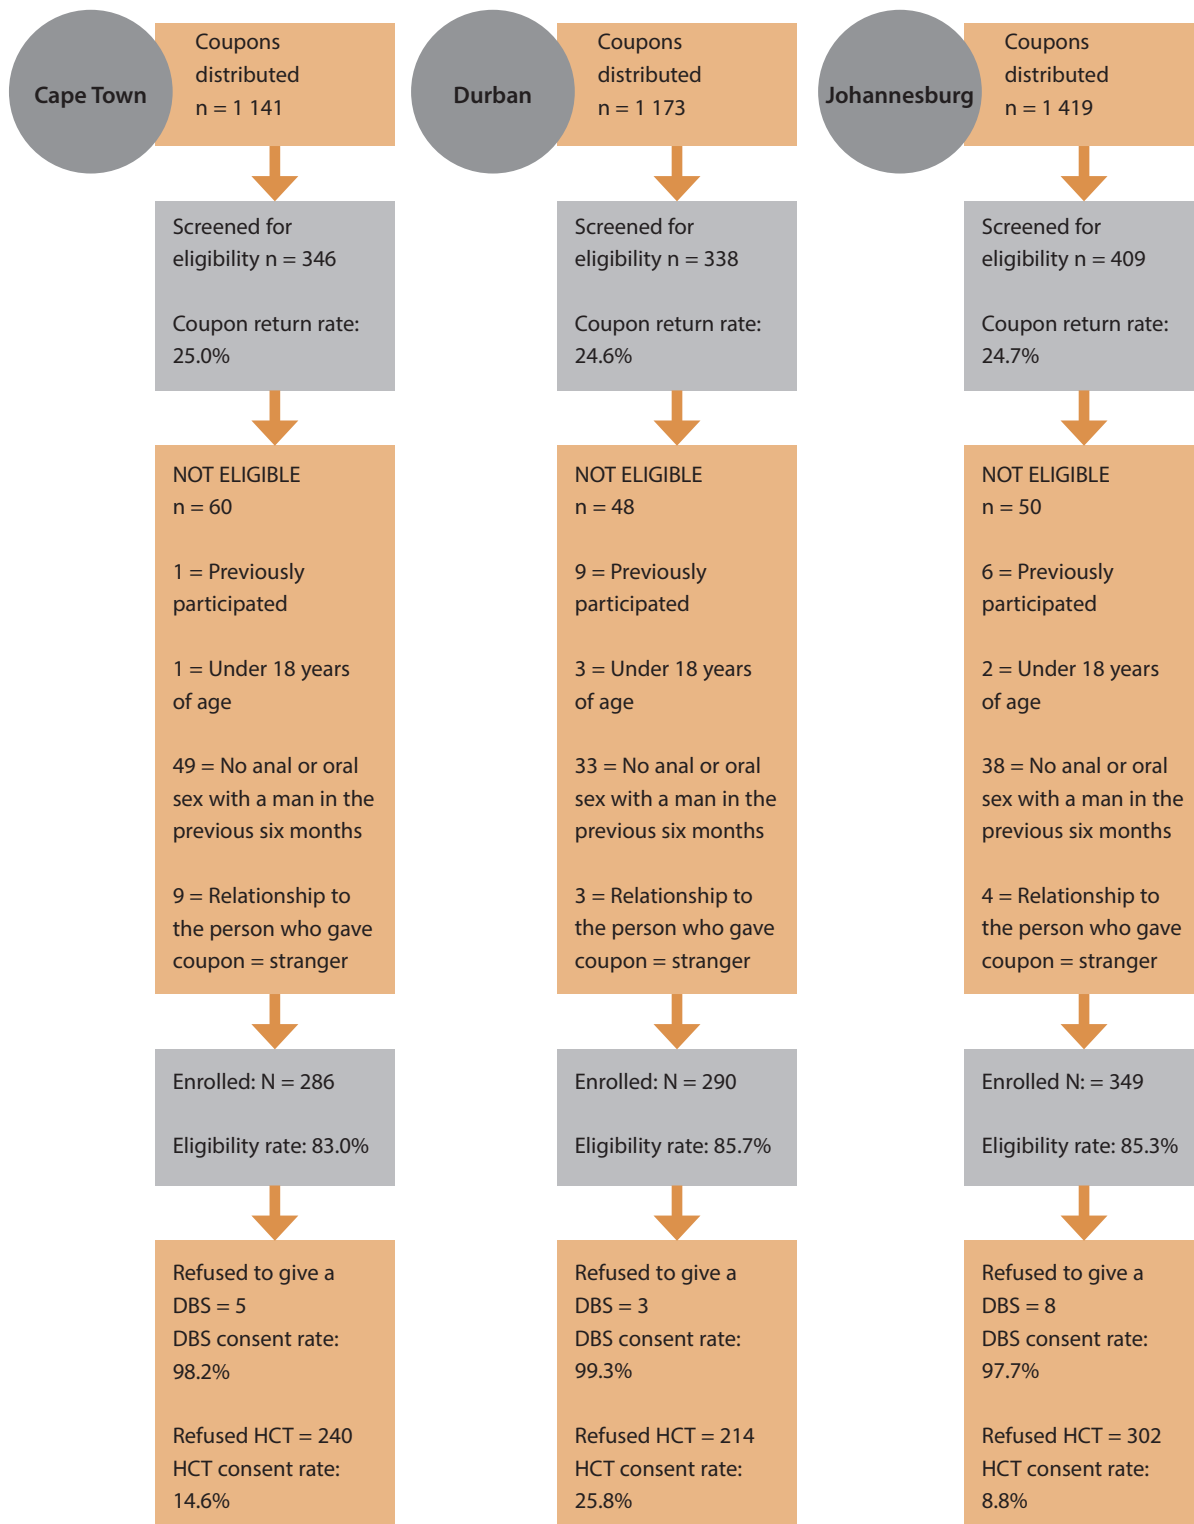 Cape Town
Coupons
distributed
n = 1 141
Screened for
eligibility n = 346
Coupon return rate:
25.0%
NOT ELIGIBLE
n = 60
1 = Previously
participated
1 = Under 18 years
of age
49 = No anal or oral
sex with a man in the
previous six months
9 = Relationship to
the person who gave
coupon = stranger
Enrolled: N = 286
Eligibility rate: 83.0%
Refused to give a
DBS = 5
DBS consent rate:
98.2%
Refused HCT = 240
HCT consent rate:
14.6%
Durban
Coupons
distributed
n = 1 173
Screened for
eligibility n = 338
Coupon return rate:
24.6%
NOT ELIGIBLE
n = 48
9 = Previously
participated
3 = Under 18 years
of age
33 = No anal or oral
sex with a man in the
previous six months
3 = Relationship to
the person who gave
coupon = stranger
Enrolled: N = 290
Eligibility rate: 85.7%
Refused to give a
DBS = 3
DBS consent rate:
99.3%
Refused HCT = 214
HCT consent rate:
25.8%
Johannesburg
Coupons
distributed
n = 1 419
Screened for
eligibility n = 409
Coupon return rate:
24.7%
NOT ELIGIBLE
n = 50
6 = Previously
participated
2 = Under 18 years
of age
38 = No anal or oral
sex with a man in the
previous six months
4 = Relationship to
the person who gave
coupon = stranger
Enrolled N: = 349
Eligibility rate: 85.3%
Refused to give a
DBS = 8
DBS consent rate:
97.7%
Refused HCT = 302
HCT consent rate:
8.8%